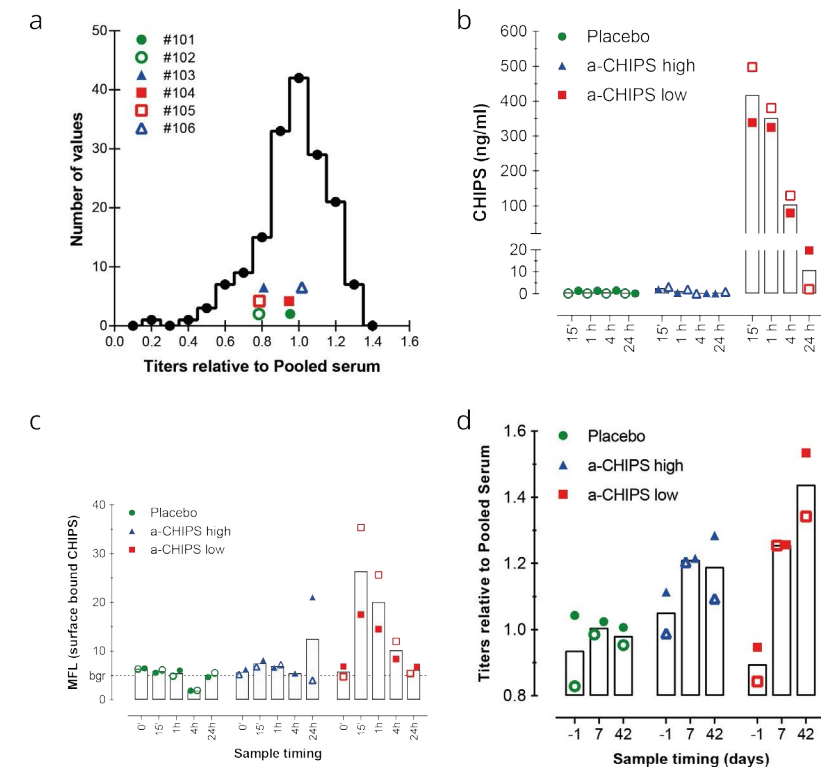 a
50
40
30
20
10
0
Number of values
#101
#102
#103
#104
#105
#106
0.0 0.2 0.4 0.6 0.8 1.0 1.2 1.4 1.6
Titers relative to Pooled serum
b
600
500
400
300
200
100
20
10
0
CHIPS (ng/ml)
Placebo
a-CHIPS high
a-CHIPS low
15' 1 h 4 h 24 h 15' 1 h 4 h 24 h 15' 1 h 4 h 24 h
c
40
30
20
10
bgr
0
MFL (surface bound CHIPS)
Placebo
a-CHIPS high
a-CHIPS low
0' 15' 1h 4h 24h 0' 15' 1h 4h 24h 0' 15' 1h 4h 24h
Sample timing
d
1.6
1.4
1.2
1.0
0.8
Titers relative to Pooled Serum
Placebo
a-CHIPS high
a-CHIPS low
-1 7 42 -1 7 42 -1 7 42
Sample timing (days)